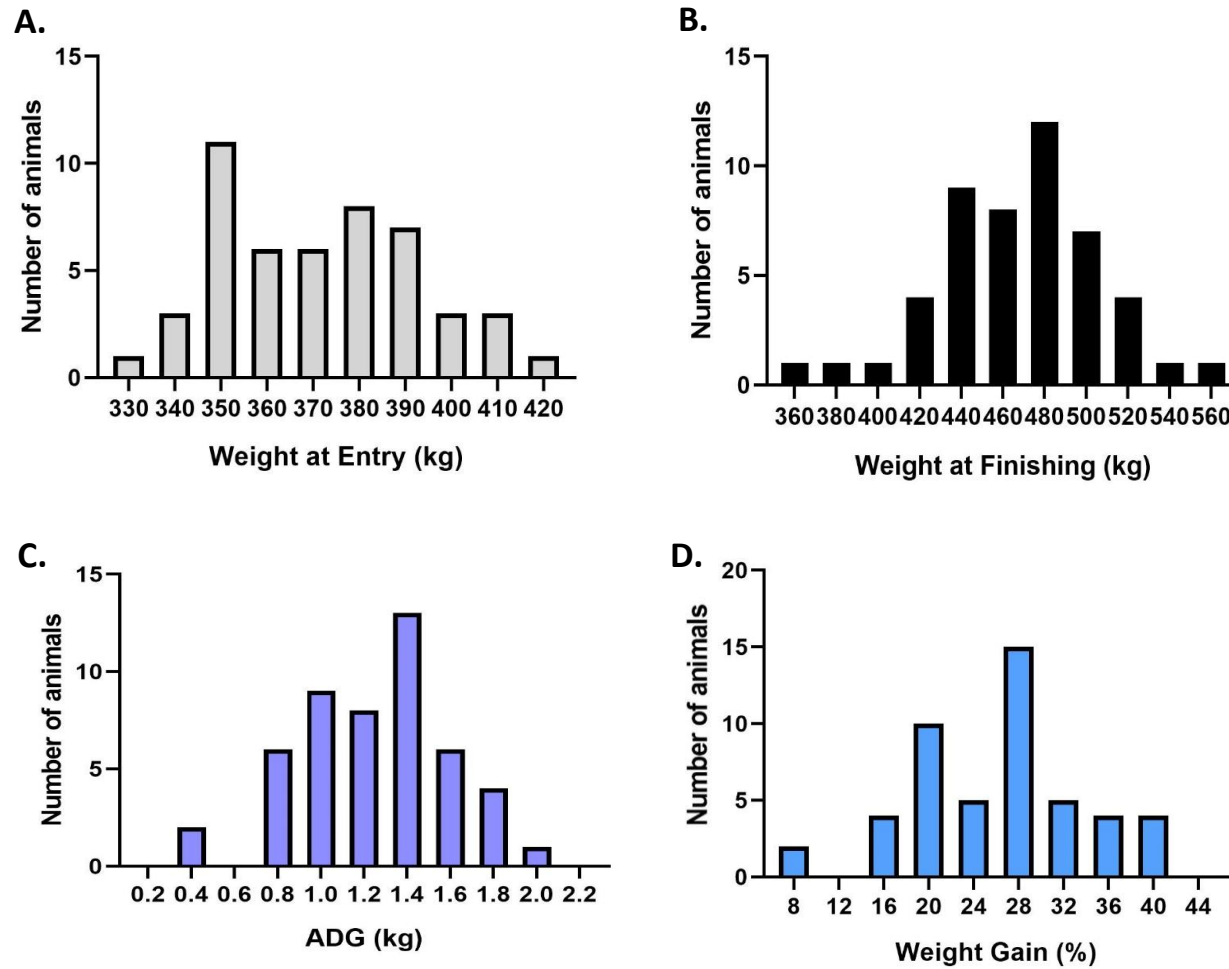 A.
15
10
5
0
Number of animals
330 340 350 360 370 380 390 400 410 420
Weight at Entry (kg)
B.
15
10
5
0
Number of animals
360 380 400 420 440 460 480 500 520 540 560
Weight at Finishing (kg)
C.
15
10
5
0
Number of animals
0.2 0.4 0.6 0.8 1.0 1.2 1.4 1.6 1.8 2.0 2.2
ADG (kg)
D.
20
15
10
5
0
Number of animals
8 12 16 20 24 28 32 36 40 44
Weight Gain (%)